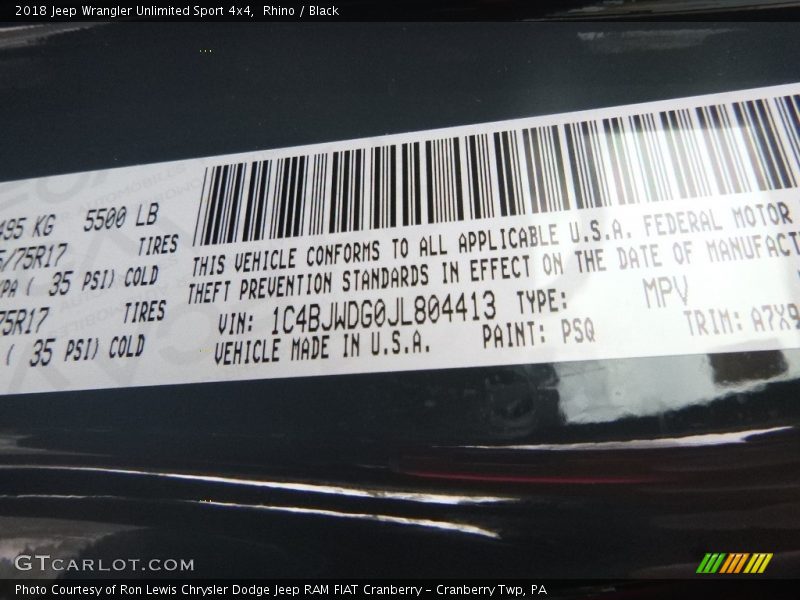 2018 Jeep Wrangler Unlimited Sport 4x4, Rhino / Black
495 KG 5500 LB
/75R17 TIRES
KPA ( 35 PSI) COLD
75R17 TIRES
( 35 PSI) COLD
THIS VEHICLE CONFORMS TO ALL APPLICABLE U.S.A. FEDERAL MOTOR
THEFT PREVENTION STANDARDS IN EFFECT ON THE DATE OF MANUFACT
VIN: 1C4BJWDG0JL804413 TYPE: MPV
VEHICLE MADE IN U.S.A. PAINT: PSQ TRIM: A7X9
GTCARLOT.COM
Photo Courtesy of Ron Lewis Chrysler Dodge Jeep RAM FIAT Cranberry – Cranberry Twp, PA